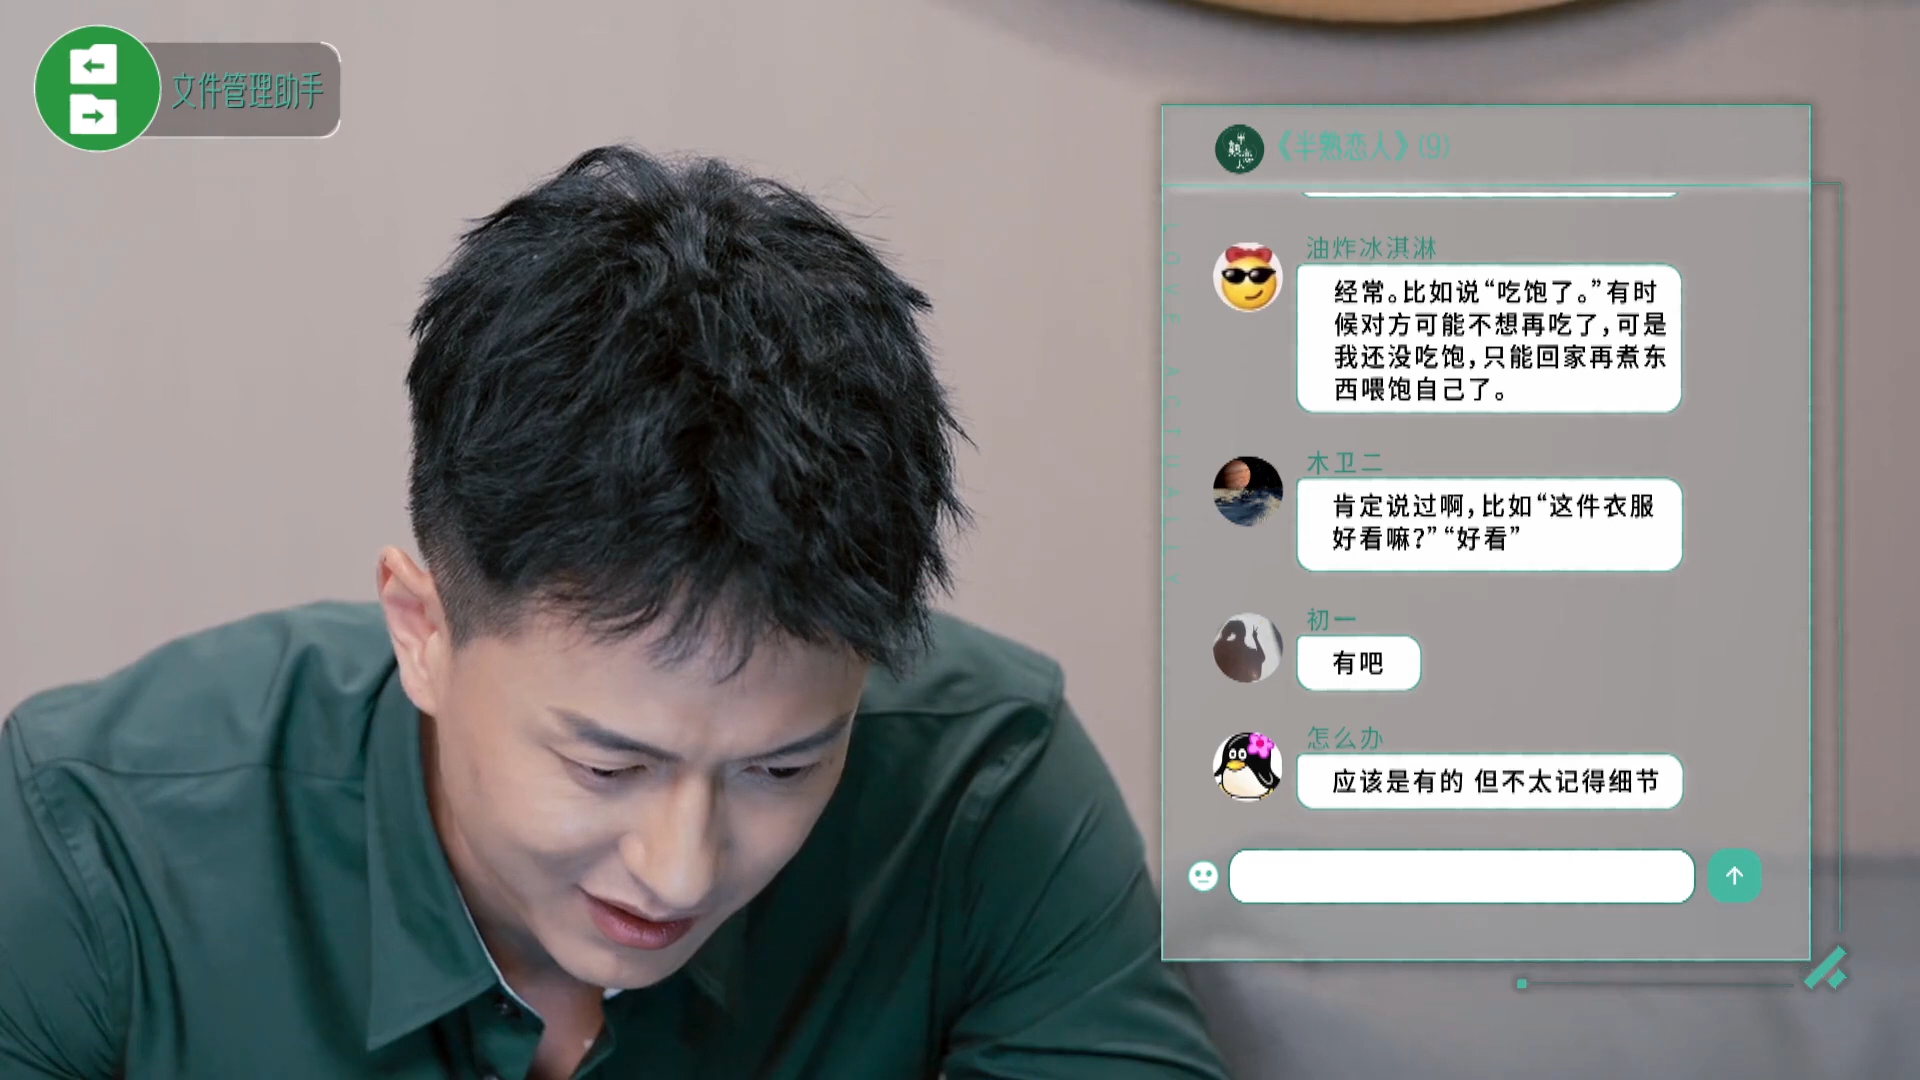 文件管理助手
《半熟恋人》(9)
油炸冰淇淋
经常。比如说“吃饱了。”有时
候对方可能不想再吃了,可是
我还没吃饱,只能回家再煮东
西喂饱自己了。
木卫二
肯定说过啊,比如“这件衣服
好看嘛?”“好看”
初一
有吧
怎么办
应该是有的 但不太记得细节
LOVE ACTUALLY